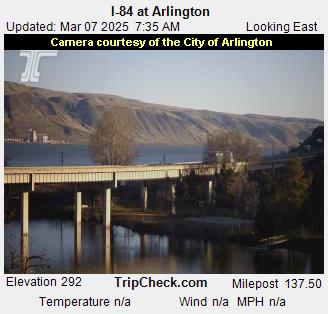 I-84 at Arlington
Updated: Mar 07 2025 7:35 AM Looking East
Camera courtesy of the City of Arlington
Elevation 292 TripCheck.com Milepost 137.50
Temperature n/a Wind n/a MPH n/a